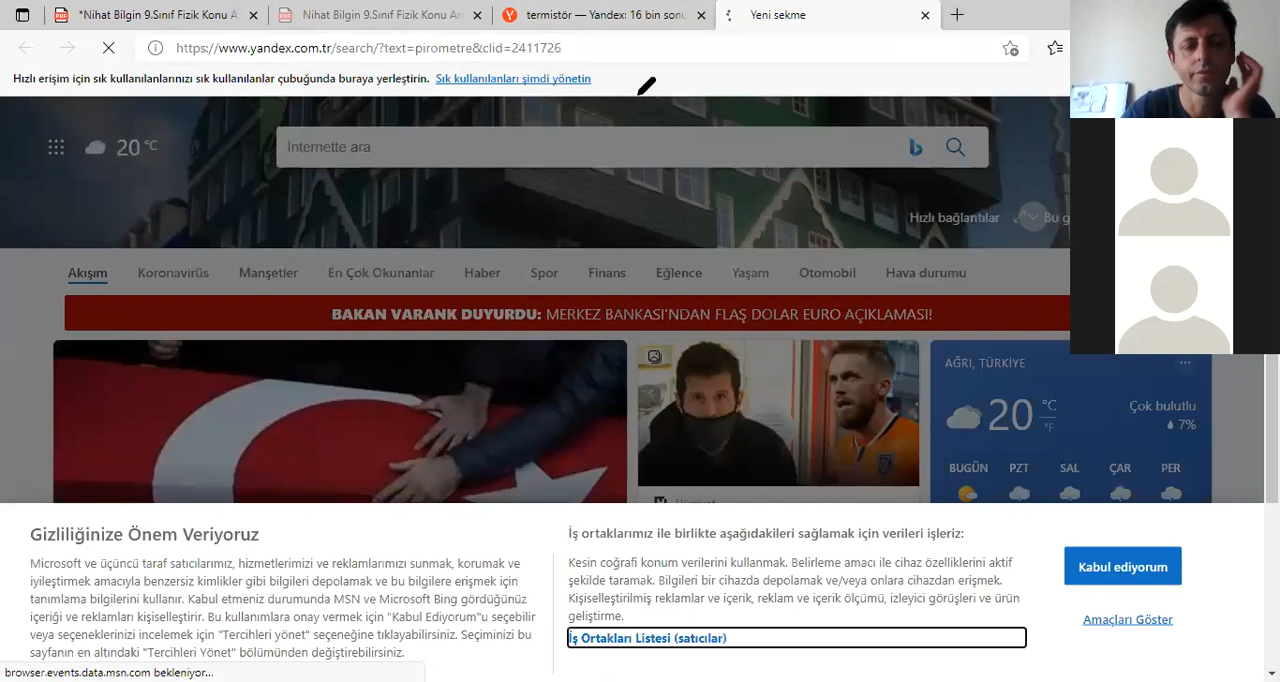 *Nihat Bilgin 9.Sınıf Fizik Konu A
Nihat Bilgin 9.Sınıf Fizik Konu An
termistör — Yandex: 16 bin sonu
Yeni sekme
https://www.yandex.com.tr/search/?text=pirometre&clid=2411726
Hızlı erişim için sık kullanılanlarınızı sık kullanılanlar çubuğunda buraya yerleştirin. Sık kullanılanları şimdi yönetin
20 °C
İnternette ara
Hızlı bağlantılar
Bu g
Akışım Koronavirüs Manşetler En Çok Okunanlar Haber Spor Finans Eğlence Yaşam Otomobil Hava durumu
BAKAN VARANK DUYURDU: MERKEZ BANKASI'NDAN FLAŞ DOLAR EURO AÇIKLAMASI!
AĞRI, TÜRKİYE
20 °C
°F
Çok bulutlu
7%
BUGÜN PZT SAL ÇAR PER
Hürriyet
Gizliliğinize Önem Veriyoruz
Microsoft ve üçüncü taraf satıcılarımız, hizmetlerimizi ve reklamlarımızı sunmak, korumak ve
iyileştirmek amacıyla benzersiz kimlikler gibi bilgileri depolamak ve bu bilgilere erişmek için
tanımlama bilgilerini kullanır. Kabul etmeniz durumunda MSN ve Microsoft Bing gördüğünüz
içeriği ve reklamları kişiselleştirir. Bu kullanımlara onay vermek için "Kabul Ediyorum"u seçebilir
veya seçeneklerinizi incelemek için "Tercihleri yönet" seçeneğine tıklayabilirsiniz. Seçiminizi bu
sayfanın en altındaki "Tercihleri Yönet" bölümünden değiştirebilirsiniz.
İş ortaklarımız ile birlikte aşağıdakileri sağlamak için verileri işleriz:
Kesin coğrafi konum verilerini kullanmak. Belirleme amacı ile cihaz özelliklerini aktif
şekilde taramak. Bilgileri bir cihazda depolamak ve/veya onlara cihazdan erişmek.
Kişiselleştirilmiş reklamlar ve içerik, reklam ve içerik ölçümü, izleyici görüşleri ve ürün
geliştirme.
İş Ortakları Listesi (satıcılar)
Kabul ediyorum
Amaçları Göster
browser.events.data.msn.com bekleniyor...